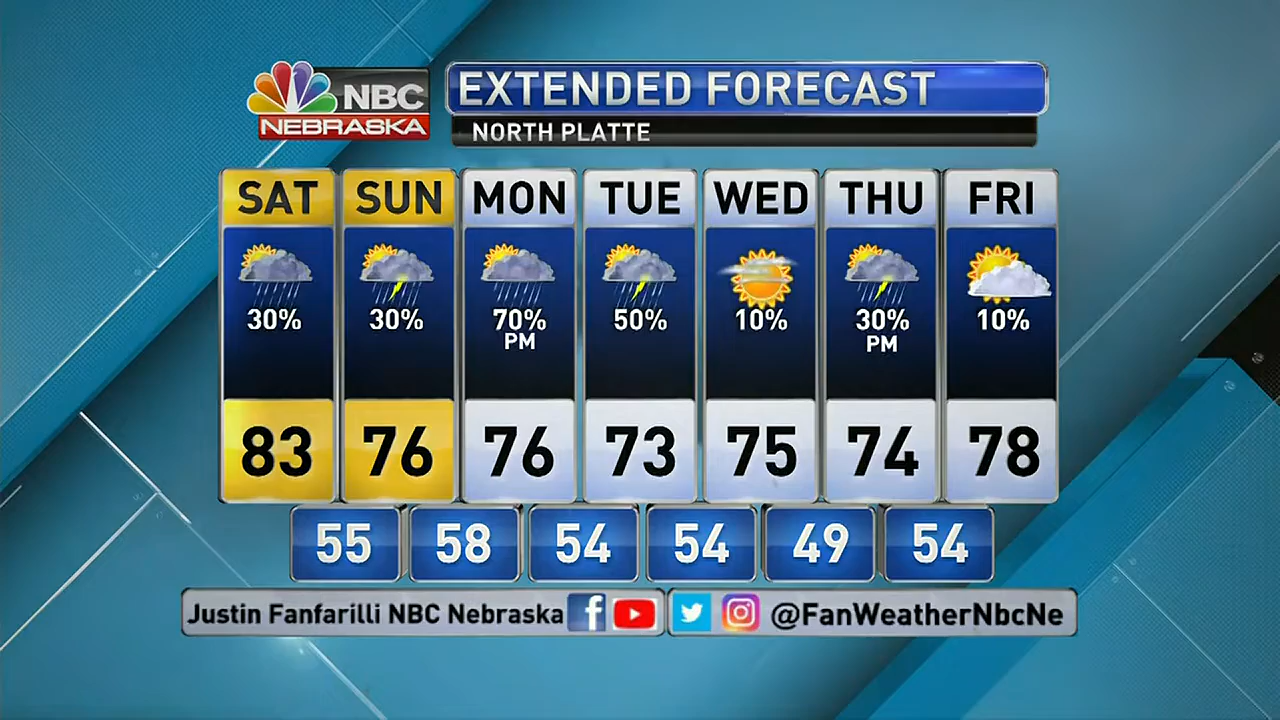 NBC
NEBRASKA
EXTENDED FORECAST
NORTH PLATTE
SAT SUN MON TUE WED THU FRI
30% 30% 70% 50% 10% 30% 10%
PM PM
83 76 76 73 75 74 78
55 58 54 54 49 54
Justin Fanfarilli NBC Nebraska f @FanWeatherNbcNe